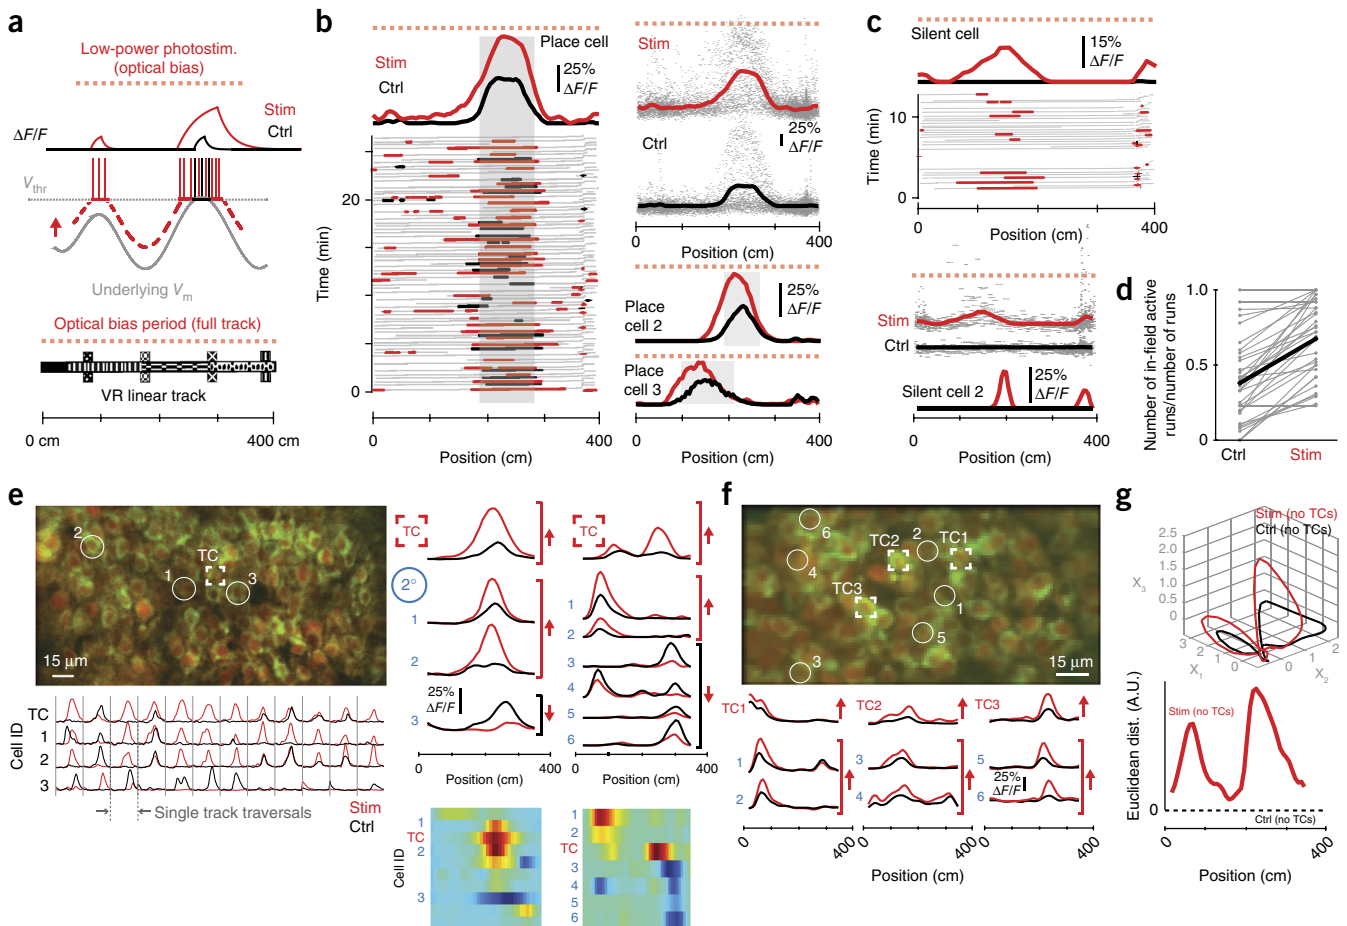 a
Low-power photostim.
(optical bias)
Stim
ΔF/F
Ctrl
Vthr
Underlying Vm
Optical bias period (full track)
VR linear track
0 cm
400 cm
b
Place cell
Stim
Ctrl
25%
ΔF/F
20
Time (min)
0
0
400
Position (cm)
Stim
Ctrl
25%
ΔF/F
0
400
Position (cm)
Place
cell 2
25%
ΔF/F
Place
cell 3
0
400
Position (cm)
c
Silent cell
15%
ΔF/F
10
Time (min)
0
0
400
Position (cm)
Stim
Ctrl
Silent cell 2
25%
ΔF/F
0
400
Position (cm)
d
Number of in-field active
runs/number of runs
1.0
0.5
0
Ctrl
Stim
e
2
TC
1
3
15 µm
Cell ID
TC
1
2
3
Single track traversals
Stim
Ctrl
TC
2°
1
2
25%
ΔF/F
3
0
400
Position (cm)
TC
1
2
3
4
5
6
0
400
Position (cm)
Cell ID
1
TC
2
3
1
2
TC
3
4
5
6
f
6
2
TC1
TC2
4
TC3
1
5
3
15 µm
TC1
TC2
TC3
1
3
5
2
4
6
25%
ΔF/F
0
400
0
400
0
400
Position (cm)
g
Stim (no TCs)
Ctrl (no TCs)
2.5
2.0
1.5
1.0
0.5
0
X3
3
2
1
0
X1
0
1
2
X2
Euclidean dist. (A.U.)
Stim (no TCs)
0
Ctrl (no TCs)
0
400
Position (cm)